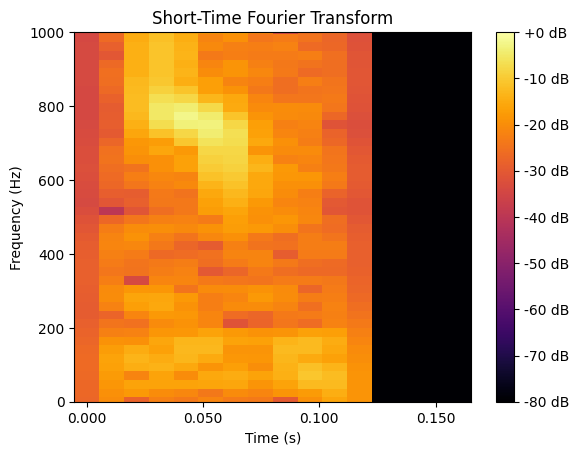 Short-Time Fourier Transform
1000
800
600
400
200
0
Frequency (Hz)
0.000
0.050
0.100
0.150
Time (s)
+0 dB
-10 dB
-20 dB
-30 dB
-40 dB
-50 dB
-60 dB
-70 dB
-80 dB